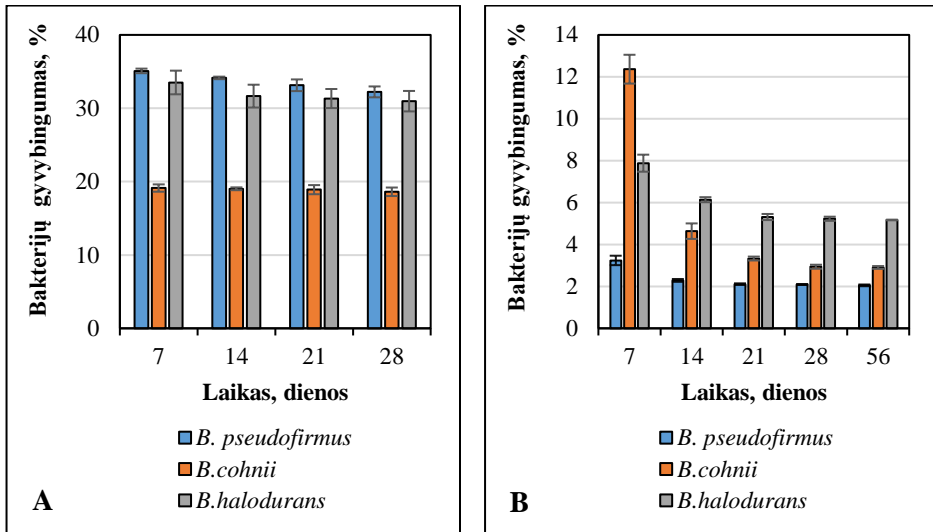 Bakterijų gyvybingumas, %
40
30
20
10
0
7 14 21 28
Laikas, dienos
B. pseudofirmus
B.cohnii
B.halodurans
A
Bakterijų gyvybingumas, %
14
12
10
8
6
4
2
0
7 14 21 28 56
Laikas, dienos
B. pseudofirmus
B.cohnii
B.halodurans
B